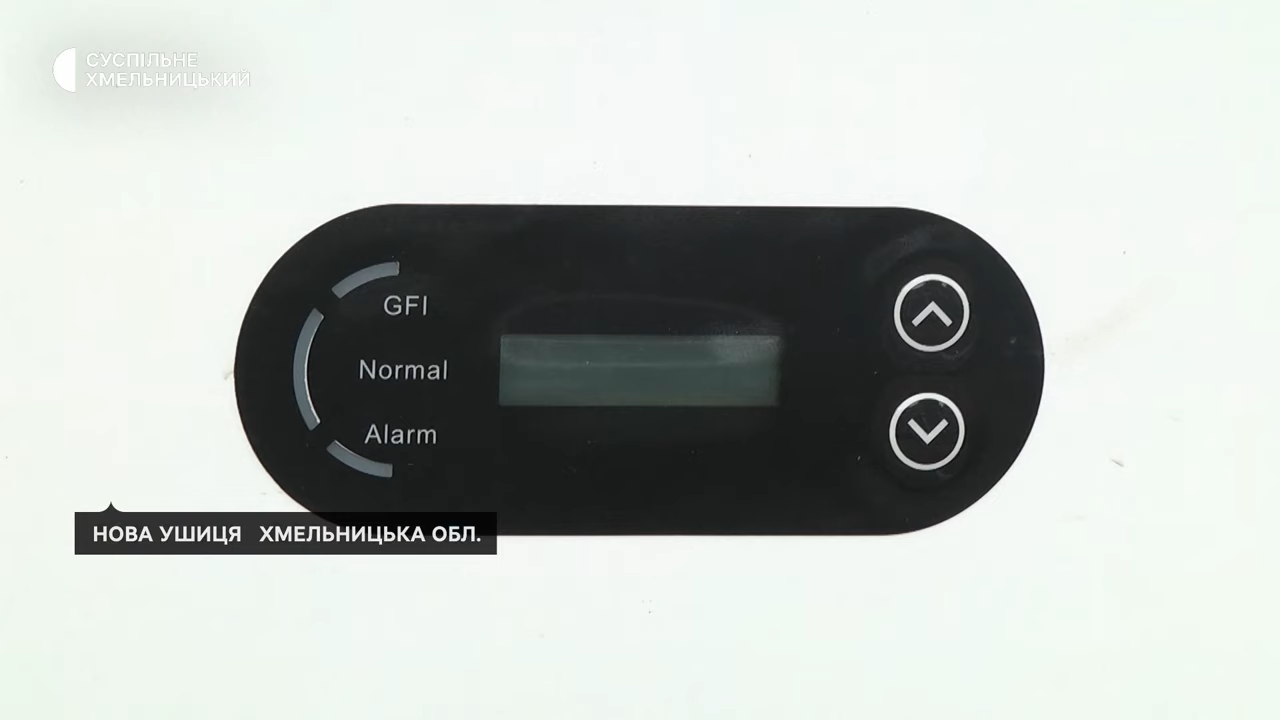 СУСПІЛЬНЕ
ХМЕЛЬНИЦЬКИЙ
GFI
Normal
Alarm
НОВА УШИЦЯ ХМЕЛЬНИЦЬКА ОБЛ.